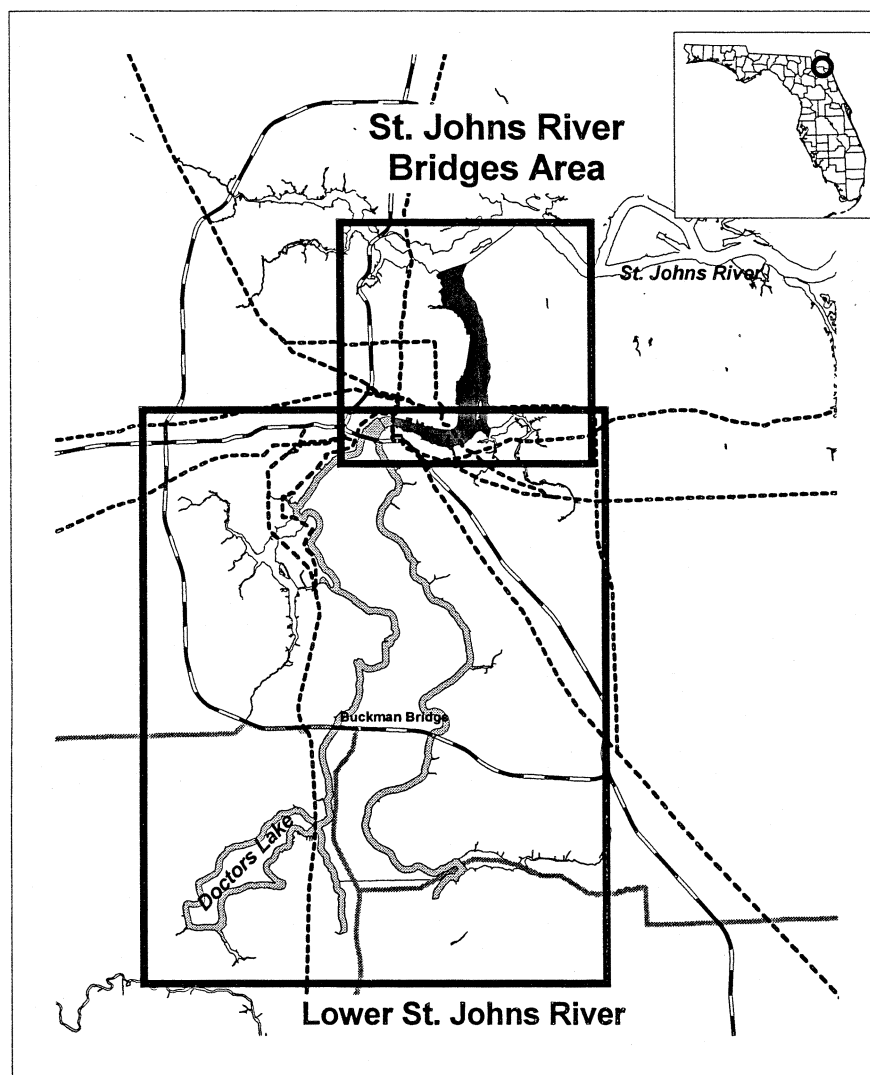 St. Johns River
Bridges Area
St. Johns River
Buckman Bridge
Doctors Lake
Lower St. Johns River